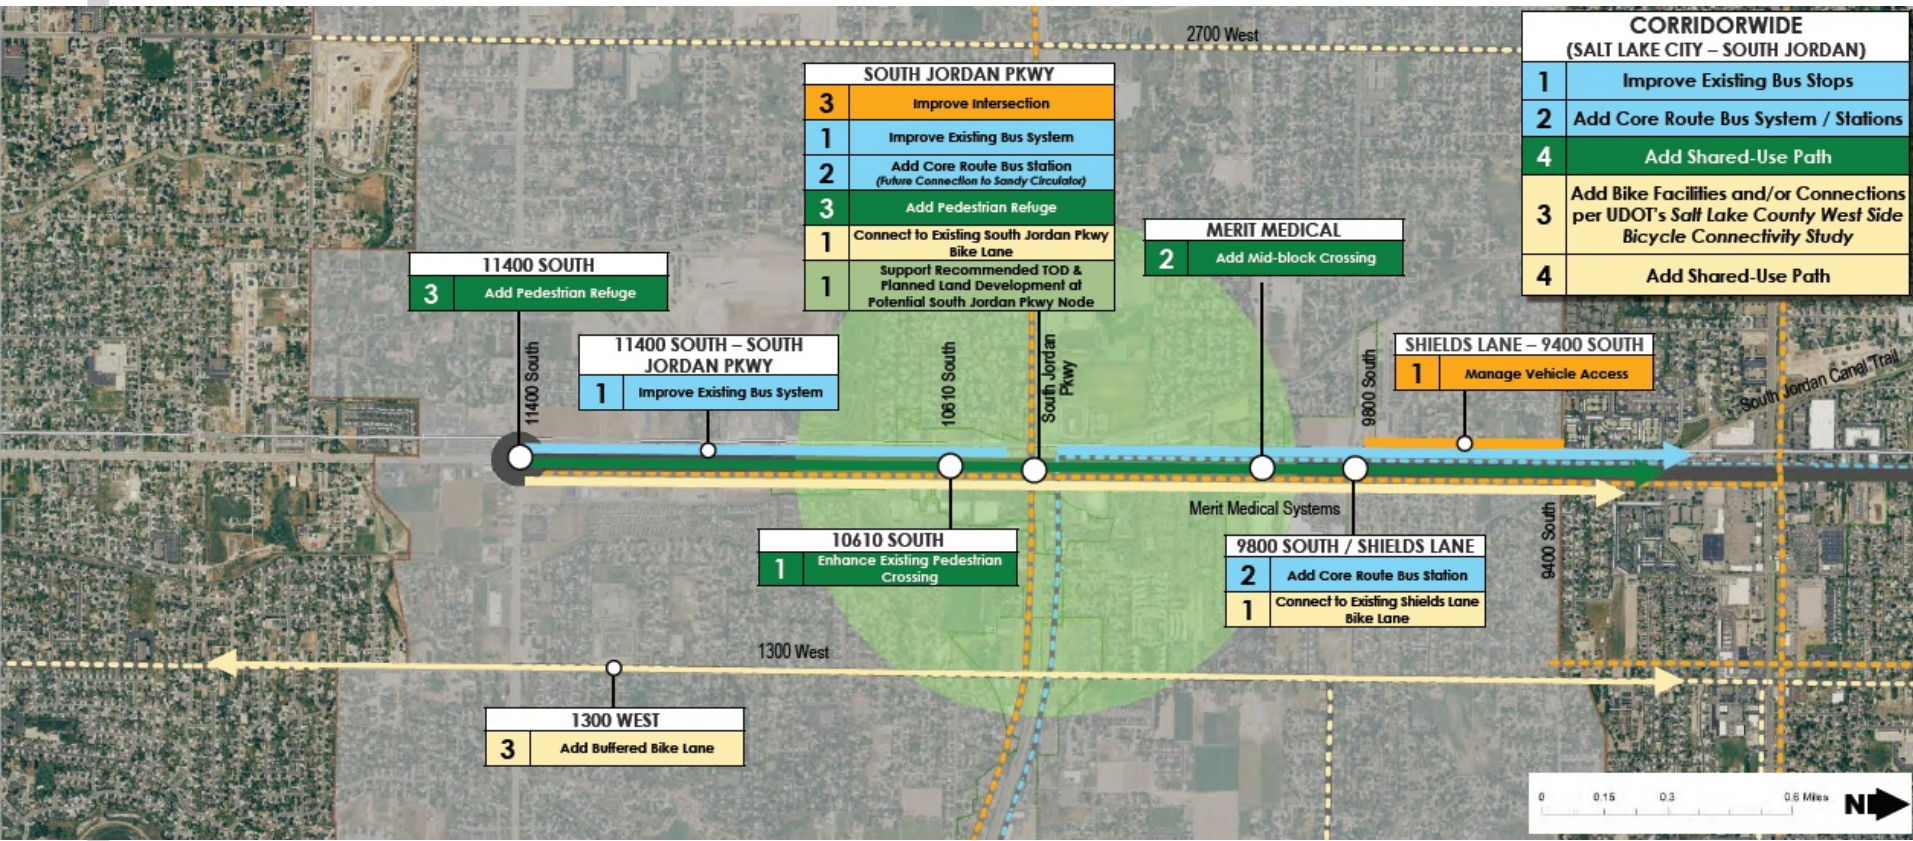 2700 West
CORRIDORWIDE
(SALT LAKE CITY – SOUTH JORDAN)
1 Improve Existing Bus Stops
2 Add Core Route Bus System / Stations
4 Add Shared-Use Path
3 Add Bike Facilities and/or Connections
per UDOT's Salt Lake County West Side
Bicycle Connectivity Study
4 Add Shared-Use Path
SOUTH JORDAN PKWY
3 Improve Intersection
1 Improve Existing Bus System
2 Add Core Route Bus Station
(Future Connection to Sandy Circulator)
3 Add Pedestrian Refuge
1 Connect to Existing South Jordan Pkwy
Bike Lane
1 Support Recommended TOD &
Planned Land Development at
Potential South Jordan Pkwy Node
MERIT MEDICAL
2 Add Mid-block Crossing
11400 SOUTH
3 Add Pedestrian Refuge
11400 SOUTH – SOUTH
JORDAN PKWY
1 Improve Existing Bus System
SHIELDS LANE – 9400 SOUTH
1 Manage Vehicle Access
11400 South
10610 South
South Jordan
Pkwy
9800 South
South Jordan Canal Trail
Merit Medical Systems
9400 South
10610 SOUTH
1 Enhance Existing Pedestrian
Crossing
9800 SOUTH / SHIELDS LANE
2 Add Core Route Bus Station
1 Connect to Existing Shields Lane
Bike Lane
1300 West
1300 WEST
3 Add Buffered Bike Lane
0 0.15 0.3 0.6 Miles
N